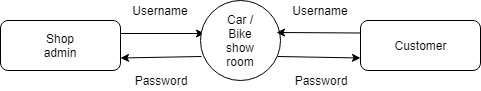 Username
Username
Shop
admin
Car /
Bike
show
room
Customer
Password
Password